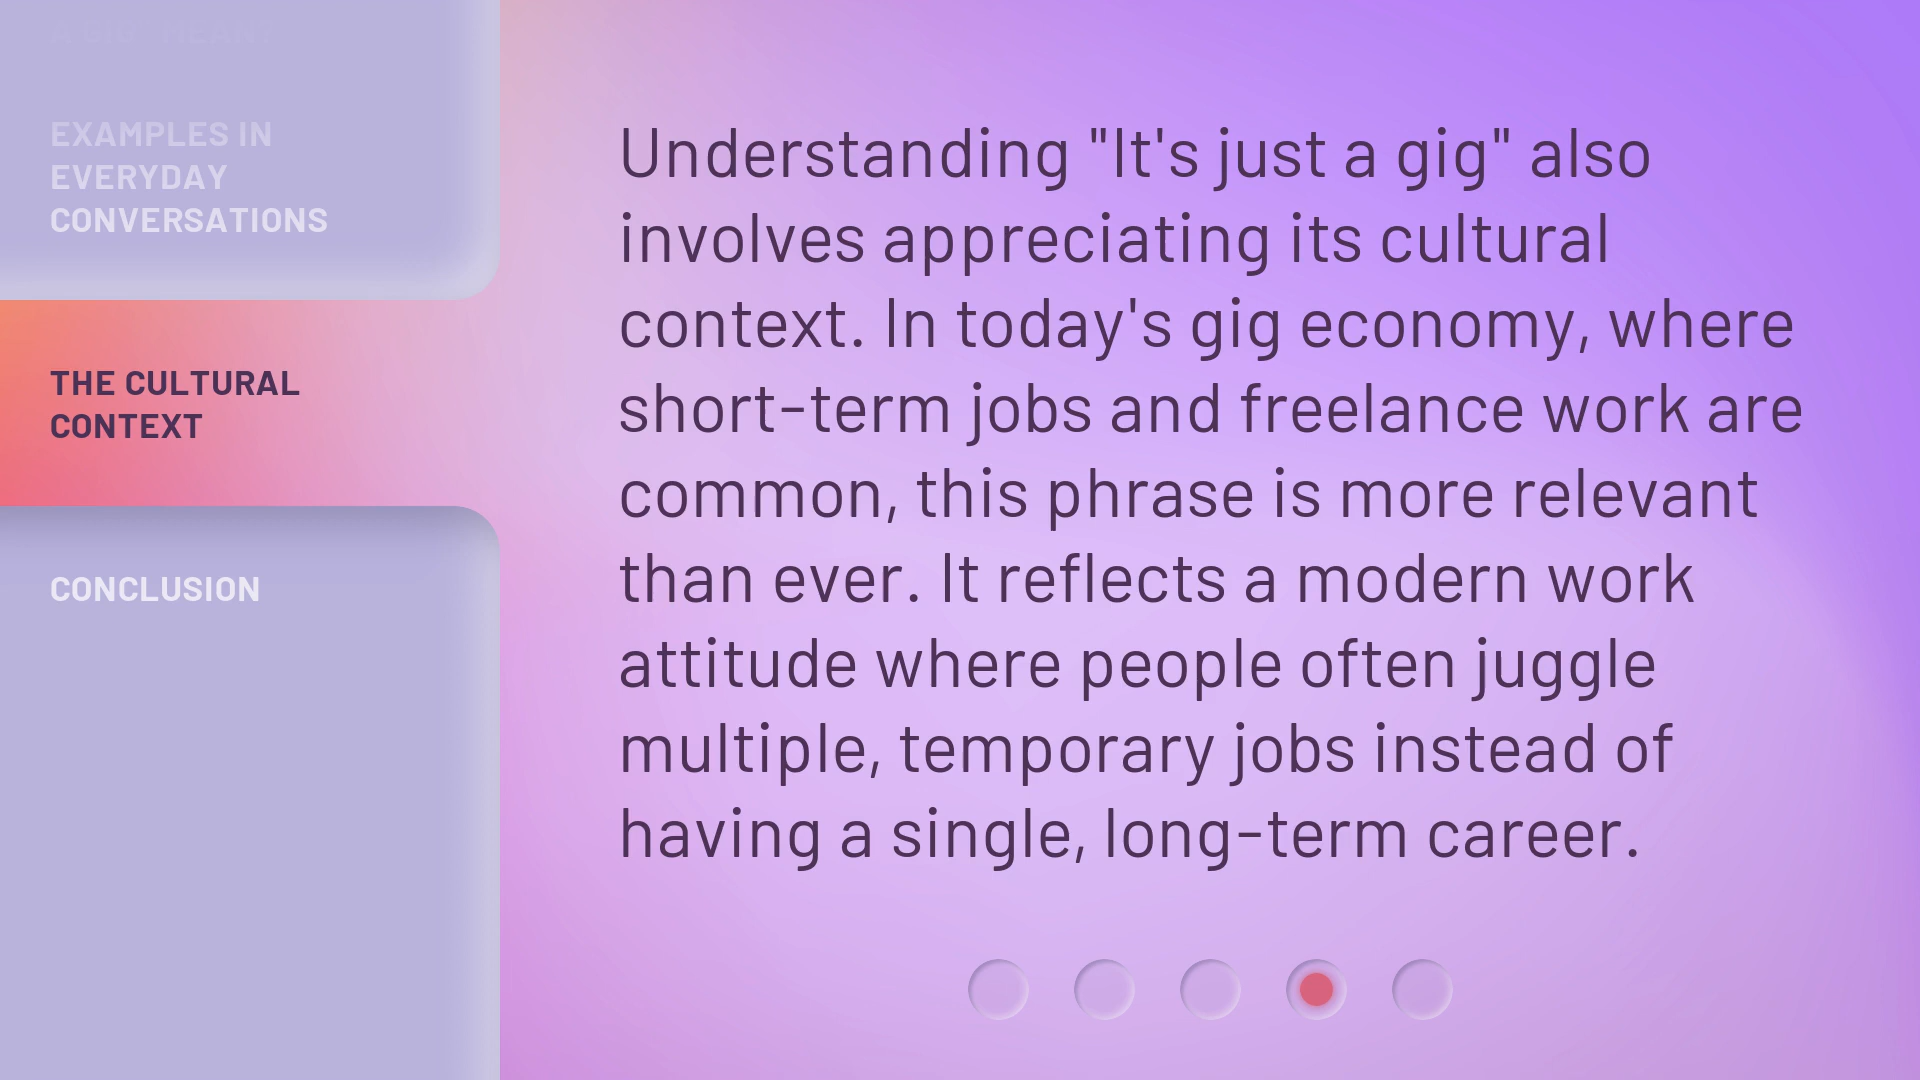 A GIG" MEANT
EXAMPLES IN
EVERYDAY
CONVERSATIONS
THE CULTURAL
CONTEXT
CONCLUSION
Understanding "It's just a gig" also
involves appreciating its cultural
context. In today's gig economy, where
short-term jobs and freelance work are
common, this phrase is more relevant
than ever. It reflects a modern work
attitude where people often juggle
multiple, temporary jobs instead of
having a single, long-term career.